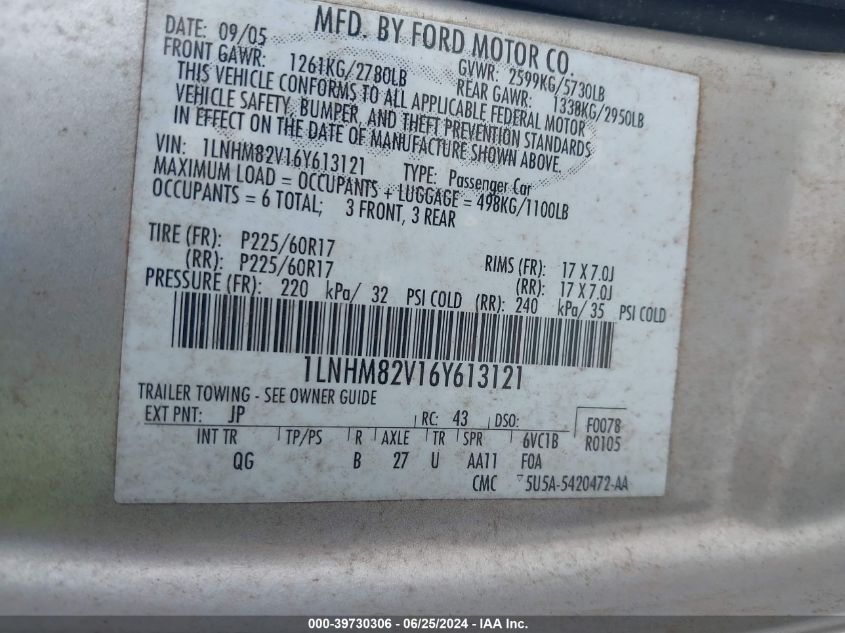 MFD. BY FORD MOTOR CO.
DATE: 09/05 GVWR: 2599KG/5730LB
FRONT GAWR: 1261KG/2780LB REAR GAWR: 1338KG/2950LB
THIS VEHICLE CONFORMS TO ALL APPLICABLE FEDERAL MOTOR
VEHICLE SAFETY, BUMPER, AND THEFT PREVENTION STANDARDS
IN EFFECT ON THE DATE OF MANUFACTURE SHOWN ABOVE.
VIN: 1LNHM82V16Y613121 TYPE: Passenger Car
MAXIMUM LOAD = OCCUPANTS + LUGGAGE = 498KG/1100LB
OCCUPANTS = 6 TOTAL; 3 FRONT, 3 REAR
TIRE (FR): P225/60R17 RIMS (FR): 17 X 7.0J
(RR): P225/60R17 (RR): 17 X 7.0J
PRESSURE (FR): 220 kPa/ 32 PSI COLD (RR): 240 kPa/ 35 PSI COLD
1LNHM82V16Y613121
TRAILER TOWING - SEE OWNER GUIDE
EXT PNT: JP RC: 43 DSO: F0078
INT TR TP/PS R AXLE TR SPR 6VC1B R0105
QG B 27 U AA11 F0A
CMC 5U5A-5420472-AA
000-39730306 - 06/25/2024 - IAA Inc.